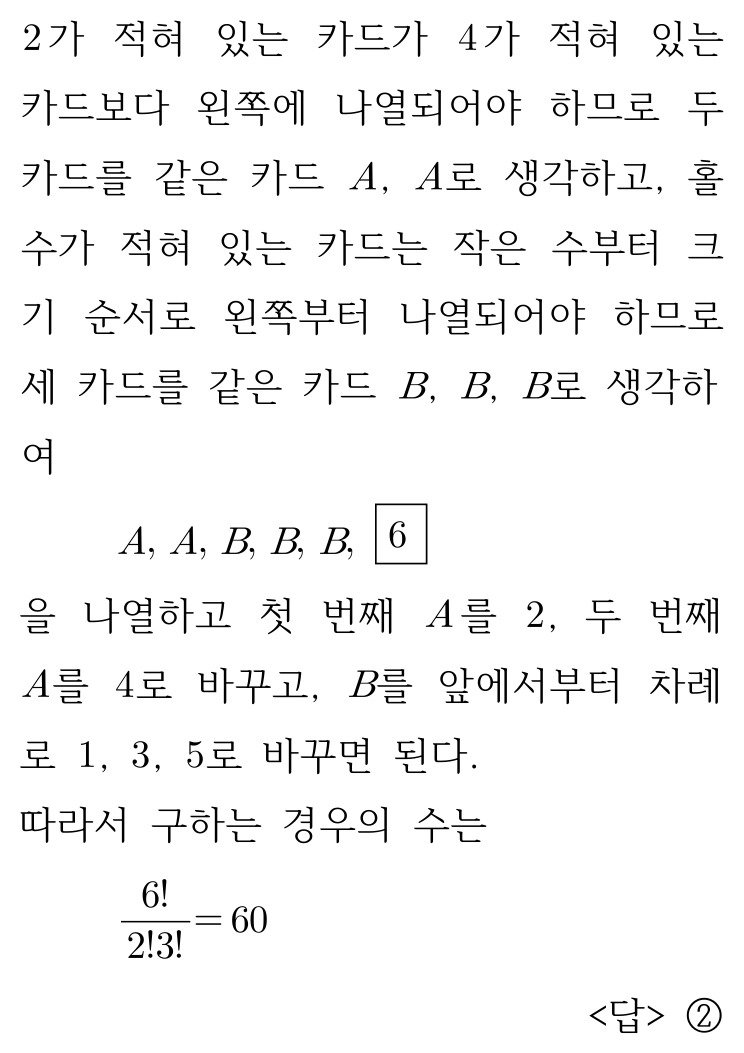 2가 적혀 있는 카드가 4가 적혀 있는
카드보다 왼쪽에 나열되어야 하므로 두
카드를 같은 카드 A, A로 생각하고, 홀
수가 적혀 있는 카드는 작은 수부터 크
기 순서로 왼쪽부터 나열되어야 하므로
세 카드를 같은 카드 B, B, B로 생각하
여
A, A, B, B, B, 6
을 나열하고 첫 번째 A를 2, 두 번째
A를 4로 바꾸고, B를 앞에서부터 차례
로 1, 3, 5로 바꾸면 된다.
따라서 구하는 경우의 수는
6!/2!3! = 60
<답> ②